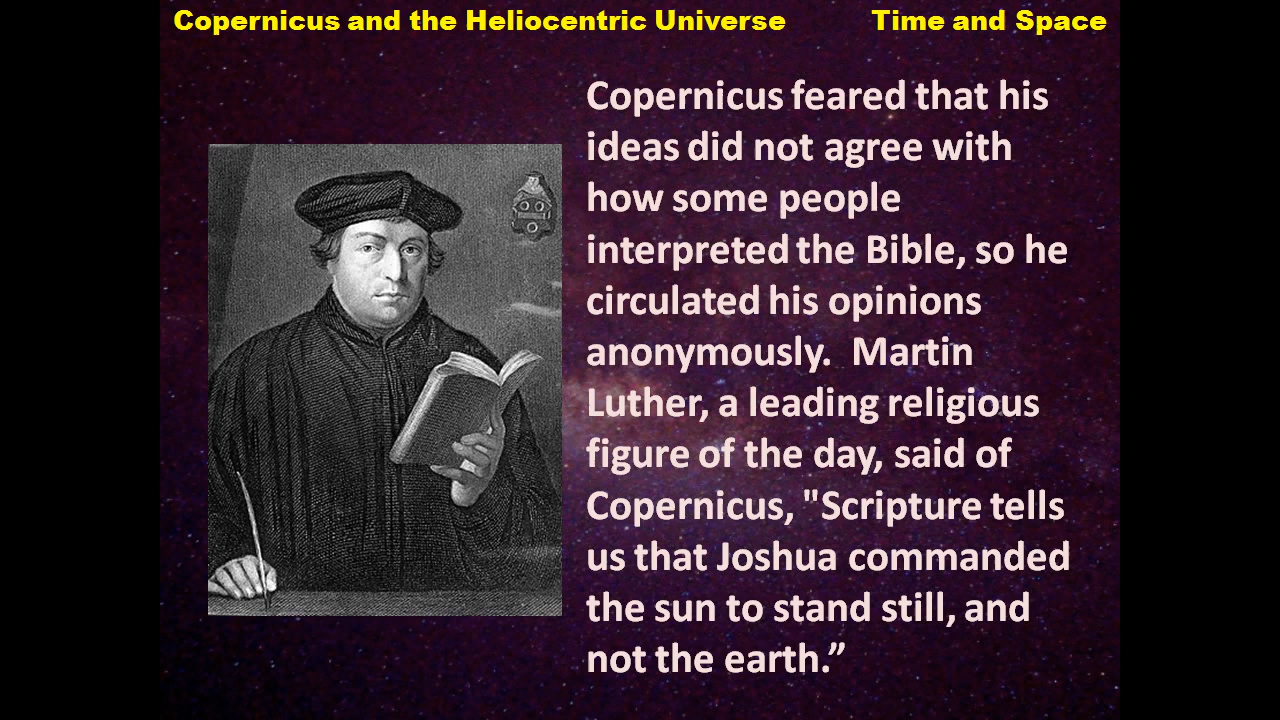 Copernicus and the Heliocentric Universe Time and Space
Copernicus feared that his
ideas did not agree with
how some people
interpreted the Bible, so he
circulated his opinions
anonymously.  Martin
Luther, a leading religious
figure of the day, said of
Copernicus, "Scripture tells
us that Joshua commanded
the sun to stand still, and
not the earth.”